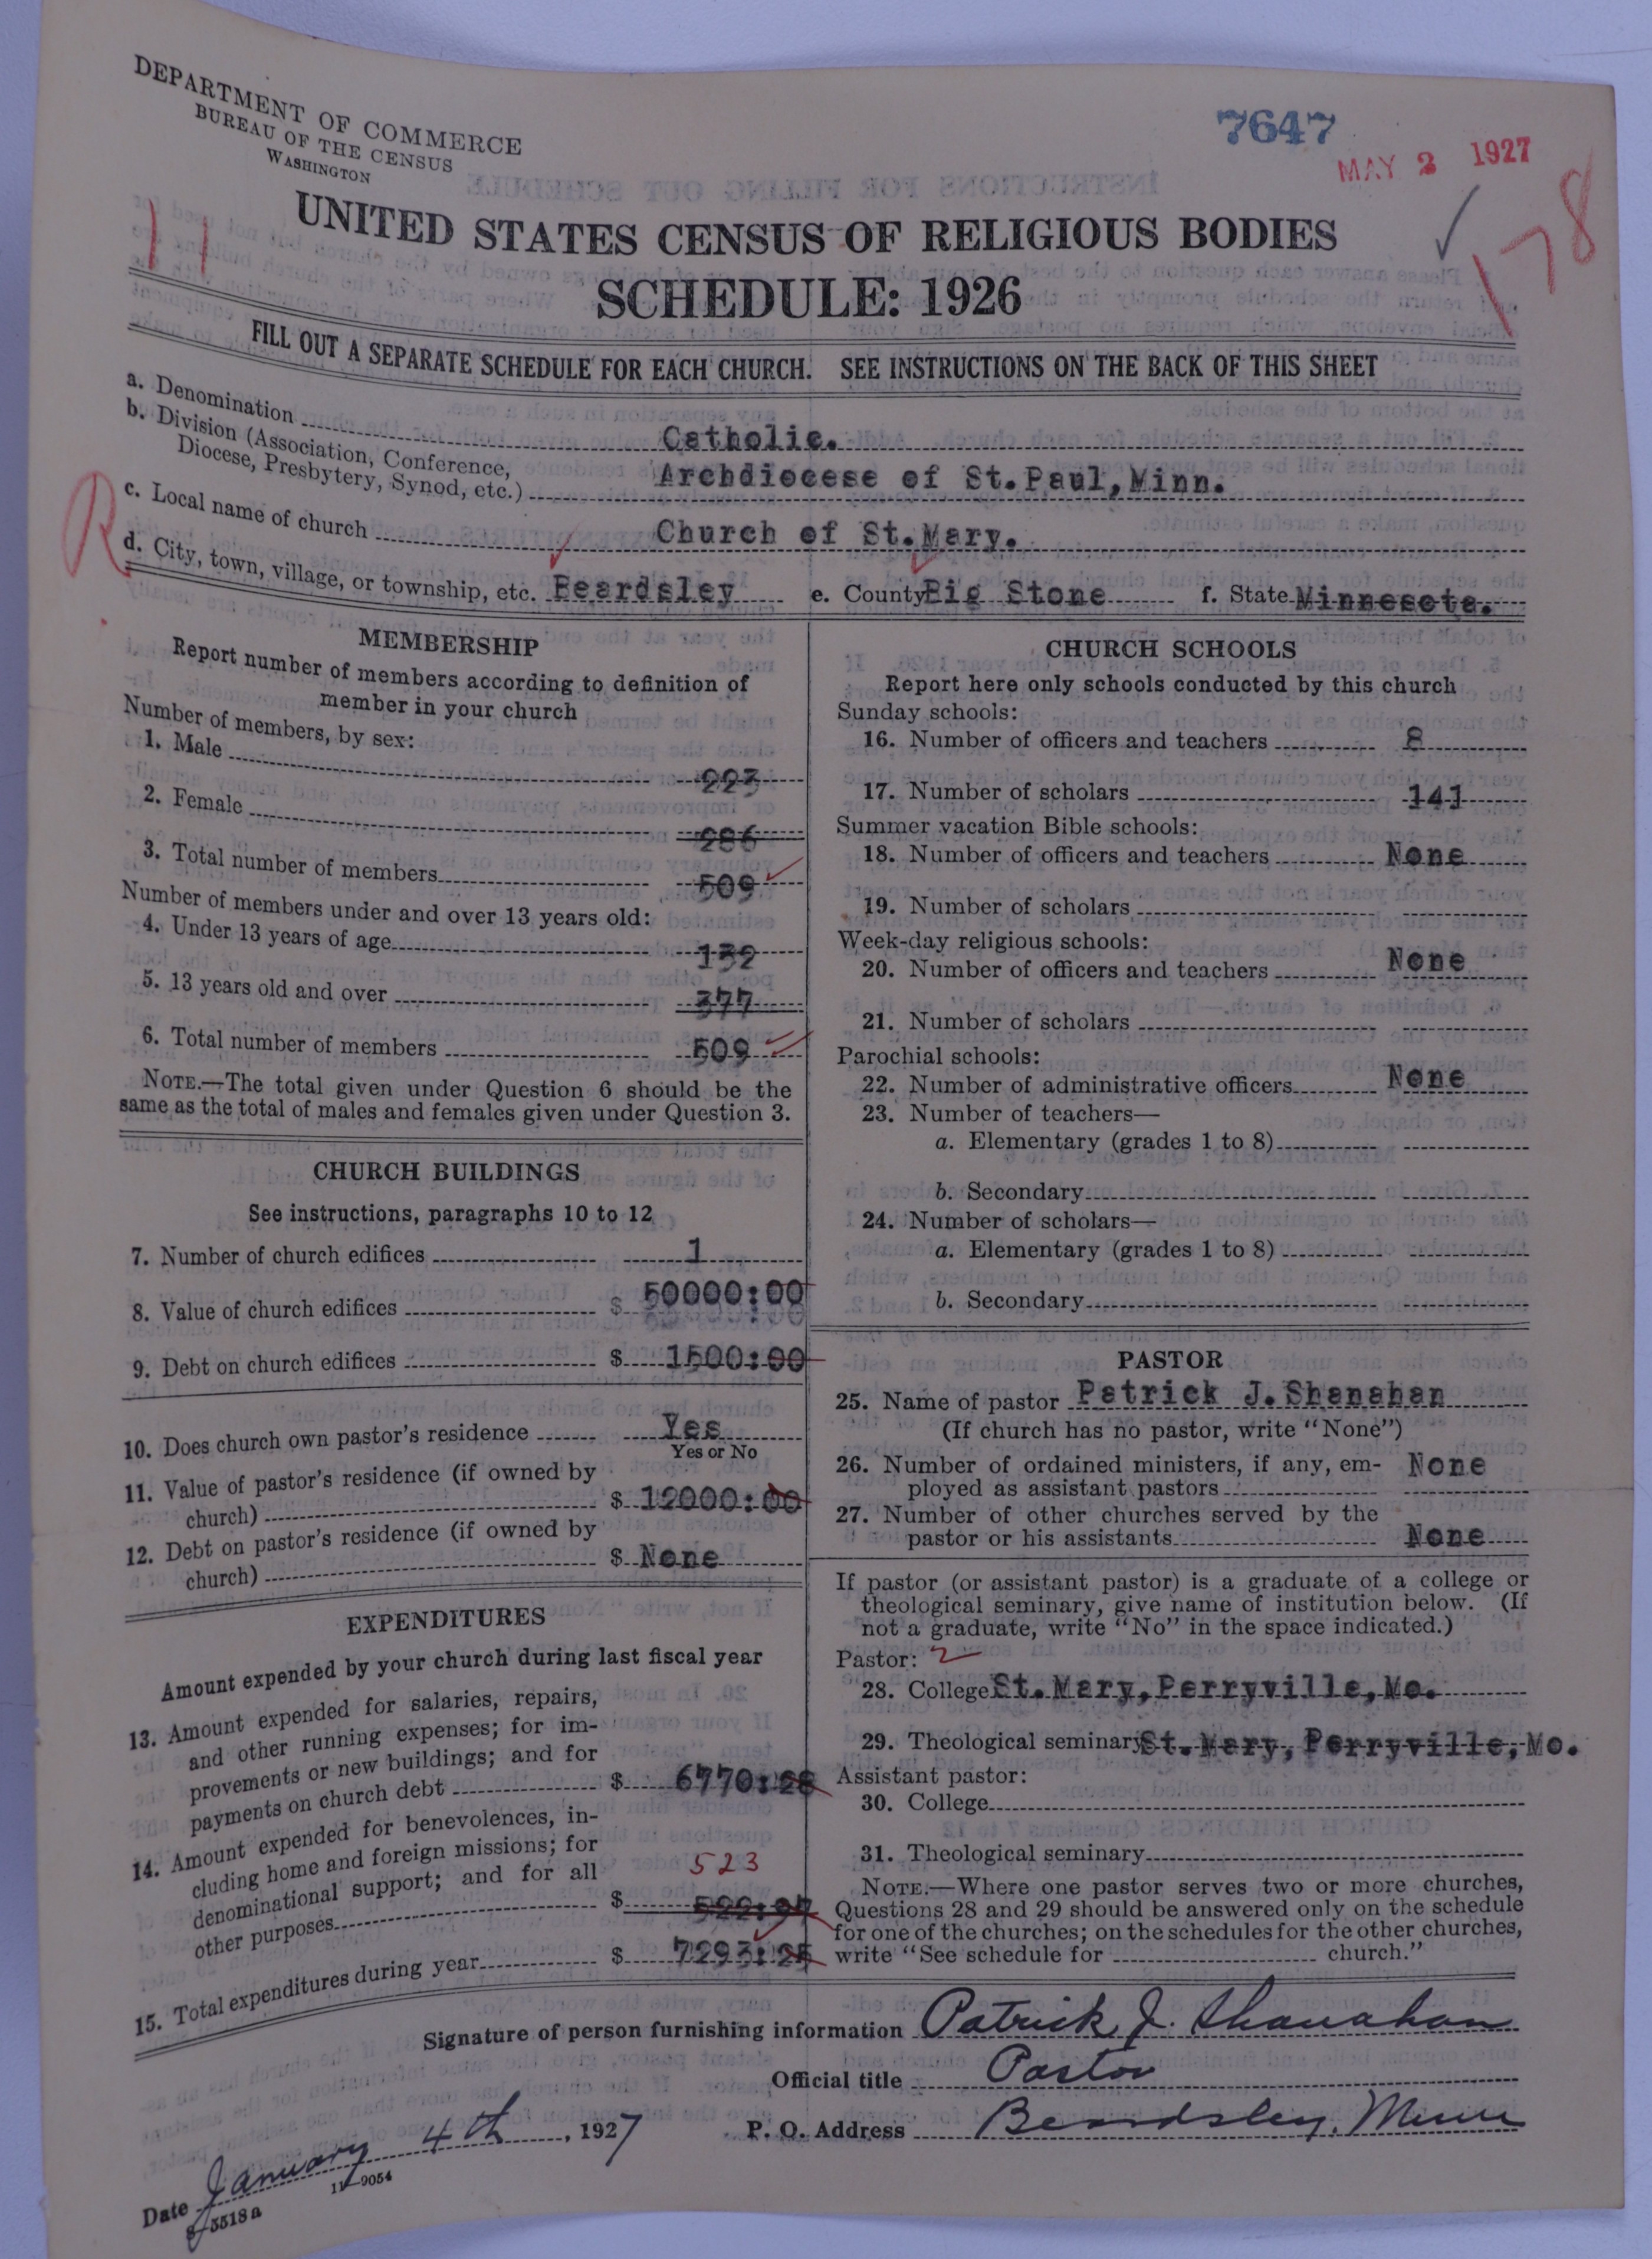 DEPARTMENT OF COMMERCE
BUREAU OF THE CENSUS
WASHINGTON
7647
MAY 2 1927
178
11
UNITED STATES CENSUS OF RELIGIOUS BODIES
SCHEDULE: 1926
FILL OUT A SEPARATE SCHEDULE FOR EACH CHURCH. SEE INSTRUCTIONS ON THE BACK OF THIS SHEET
a. Denomination Catholic.
b. Division (Association, Conference,
Diocese, Presbytery, Synod, etc.) Archdiocese of St.Paul,Minn.
R
c. Local name of church Church of St.Mary.
d. City, town, village, or township, etc. Beardsley e. County Big Stone f. State Minnesota.
MEMBERSHIP
Report number of members according to definition of
member in your church
Number of members, by sex:
1. Male 223
2. Female 286
3. Total number of members 509
Number of members under and over 13 years old:
4. Under 13 years of age 132
5. 13 years old and over 377
6. Total number of members 509
NOTE.—The total given under Question 6 should be the
same as the total of males and females given under Question 3.
CHURCH BUILDINGS
See instructions, paragraphs 10 to 12
7. Number of church edifices 1
8. Value of church edifices $ 50000:00
9. Debt on church edifices $ 1500:00
10. Does church own pastor's residence Yes
Yes or No
11. Value of pastor's residence (if owned by
church) $ 12000:00
12. Debt on pastor's residence (if owned by
church) $ None
EXPENDITURES
Amount expended by your church during last fiscal year
13. Amount expended for salaries, repairs,
and other running expenses; for im-
provements or new buildings; and for
payments on church debt $ 6770:28
14. Amount expended for benevolences, in-
cluding home and foreign missions; for
denominational support; and for all 523
other purposes $ 522:97
15. Total expenditures during year $ 7293:25
CHURCH SCHOOLS
Report here only schools conducted by this church
Sunday schools:
16. Number of officers and teachers 8
17. Number of scholars 141
Summer vacation Bible schools:
18. Number of officers and teachers None
19. Number of scholars
Week-day religious schools:
20. Number of officers and teachers None
21. Number of scholars
Parochial schools:
22. Number of administrative officers None
23. Number of teachers—
a. Elementary (grades 1 to 8)
b. Secondary
24. Number of scholars—
a. Elementary (grades 1 to 8)
b. Secondary
PASTOR
25. Name of pastor Patrick J.Shanahan
(If church has no pastor, write "None")
26. Number of ordained ministers, if any, em-
ployed as assistant pastors None
27. Number of other churches served by the
pastor or his assistants None
If pastor (or assistant pastor) is a graduate of a college or
theological seminary, give name of institution below. (If
not a graduate, write "No" in the space indicated.)
Pastor: 2
28. College St.Mary,Perryville,Mo.
29. Theological seminary St.Mary,Perryville,Mo.
Assistant pastor:
30. College
31. Theological seminary
NOTE.—Where one pastor serves two or more churches,
Questions 28 and 29 should be answered only on the schedule
for one of the churches; on the schedules for the other churches,
write "See schedule for church."
Signature of person furnishing information Patrick J. Shanahan
Official title Pastor
Date January 4th, 1927 P. O. Address Beardsley, Minn
11—9054
8—5518a